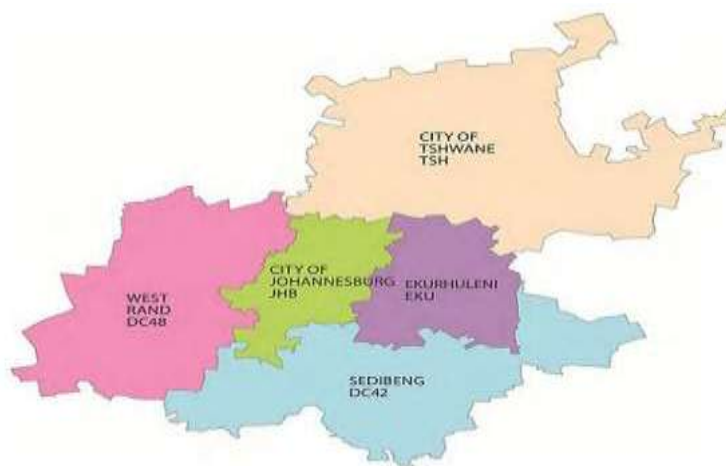 CITY OF
TSHWANE
TSH
CITY OF
JOHANNESBURG
JHB
EKURHULENI
EKU
WEST
RAND
DC48
SEDIBENG
DC42